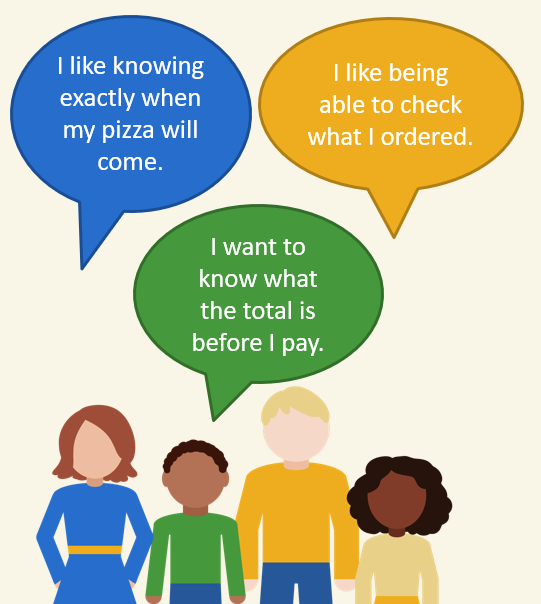 I like knowing
exactly when
my pizza will
come.
I like being
able to check
what I ordered.
I want to
know what
the total is
before I pay.